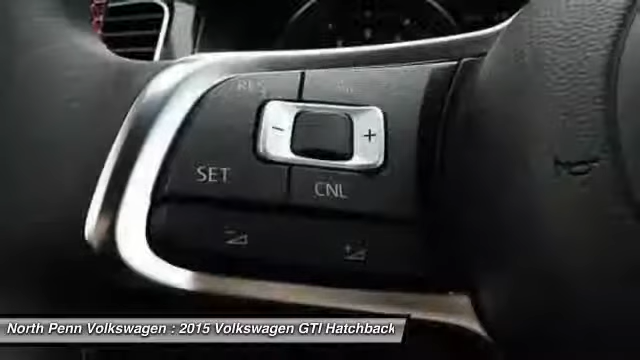 RES
- +
SET
CNL
- +
North Penn Volkswagen : 2015 Volkswagen GTI Hatchback